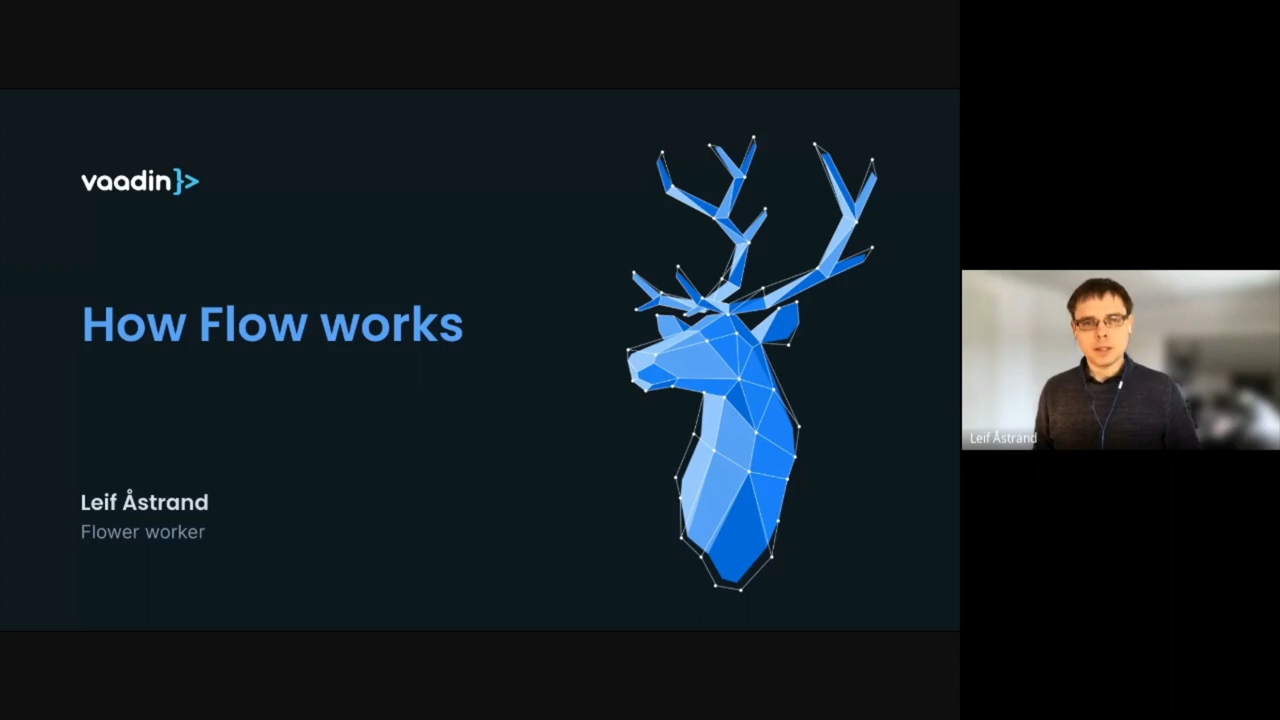 vaadin}>
How Flow works
Leif Åstrand
Flower worker
Leif Åstrand